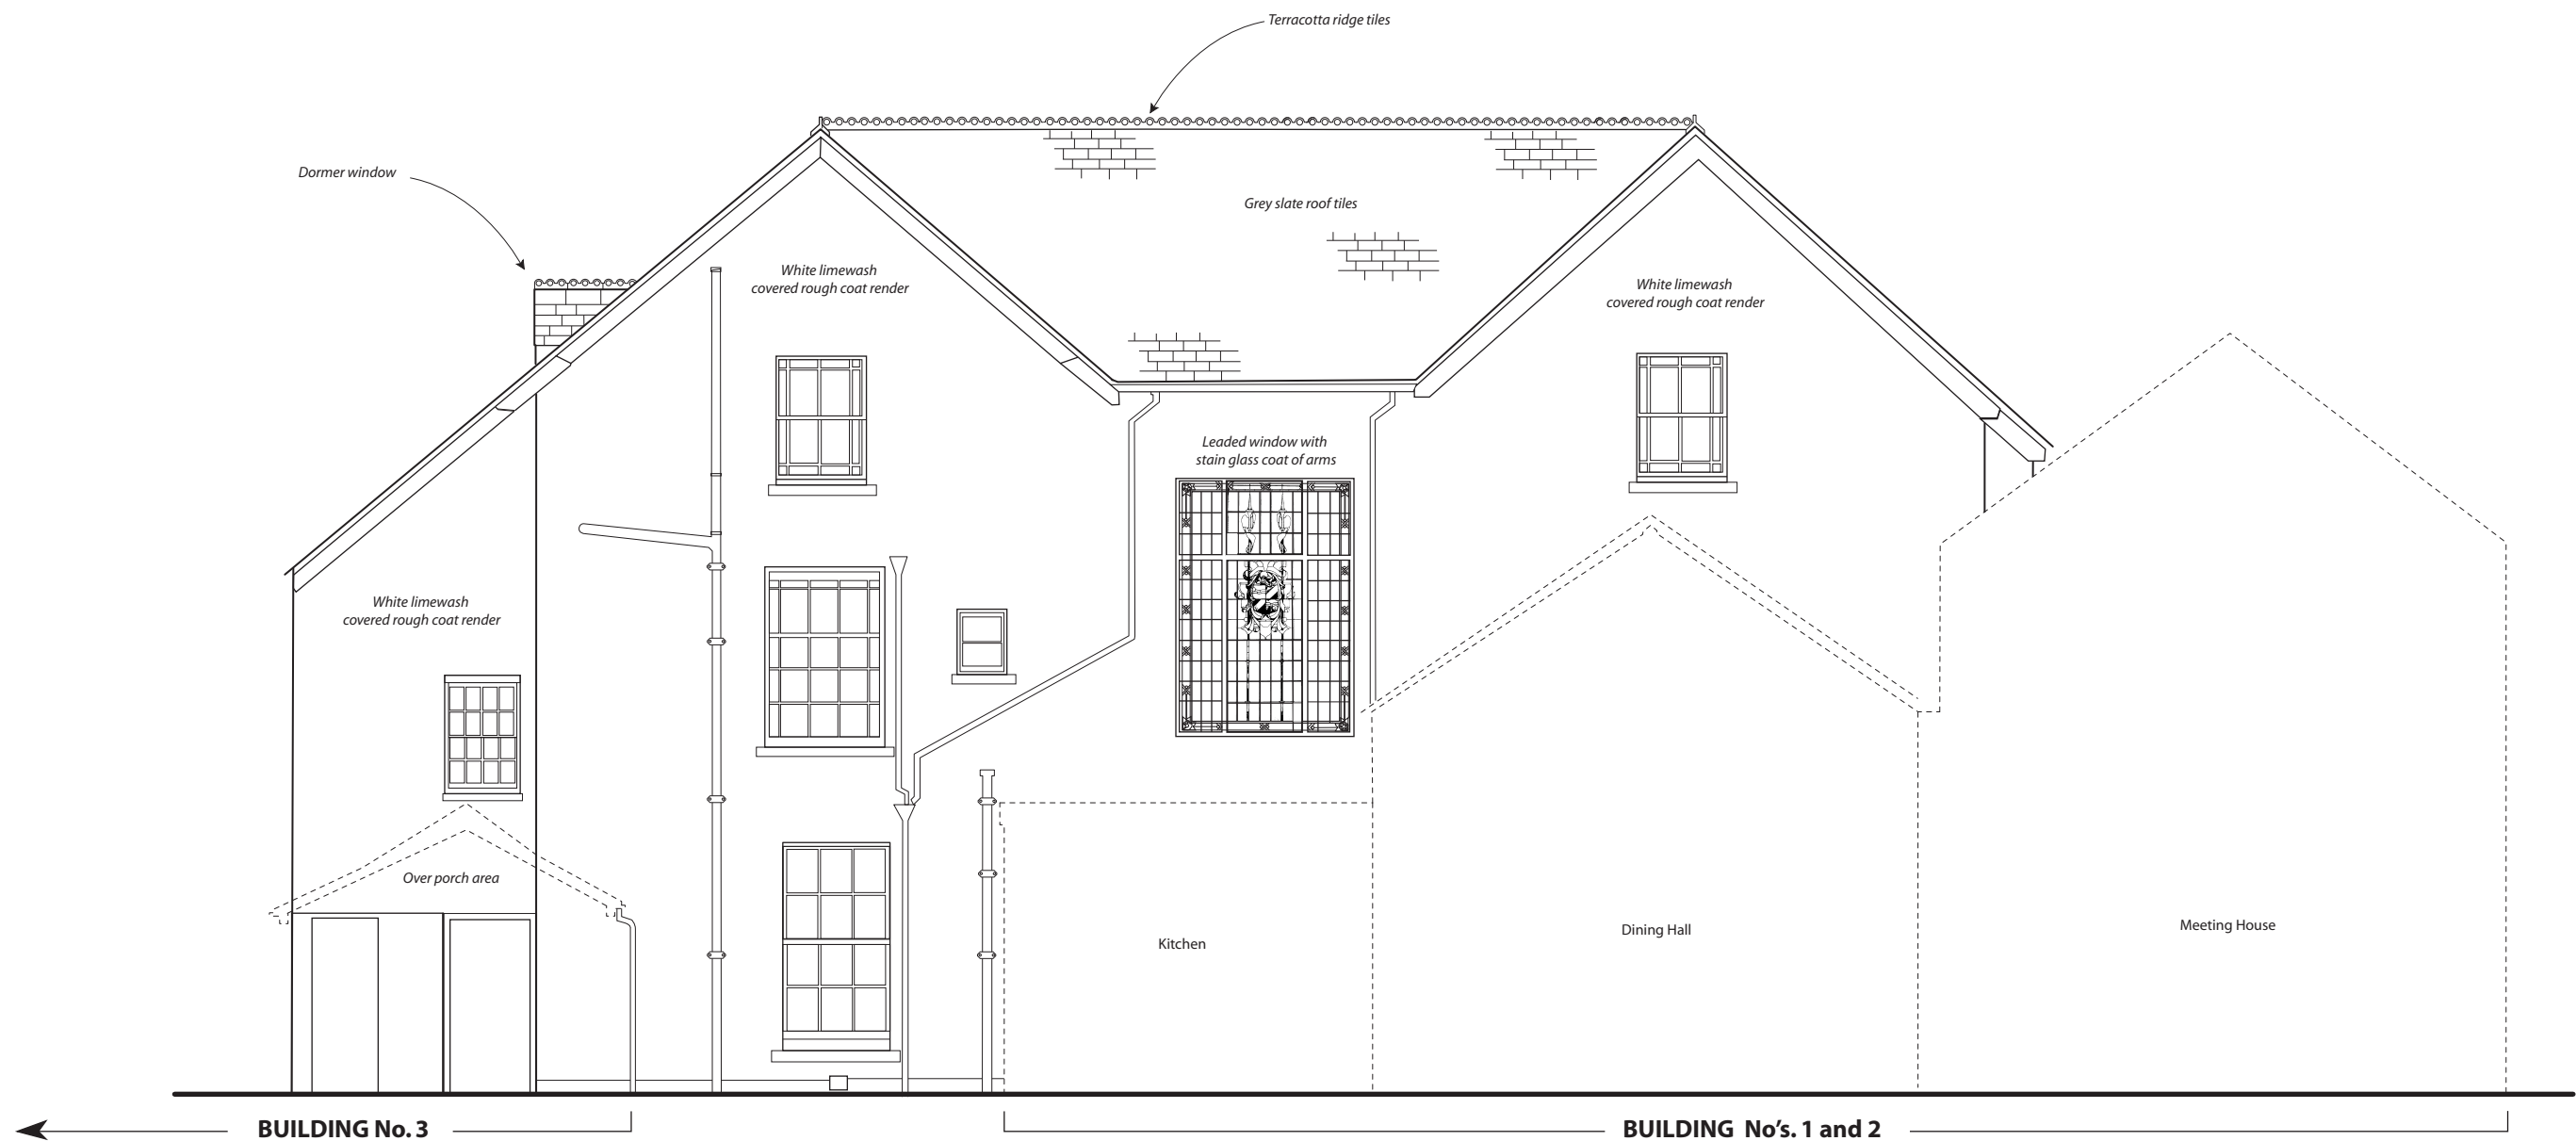 Terracotta ridge tiles
Dormer window
Grey slate roof tiles
White limewash
covered rough coat render
White limewash
covered rough coat render
Leaded window with
stain glass coat of arms
White limewash
covered rough coat render
Over porch area
Kitchen
Dining Hall
Meeting House
BUILDING No. 3
BUILDING No's. 1 and 2